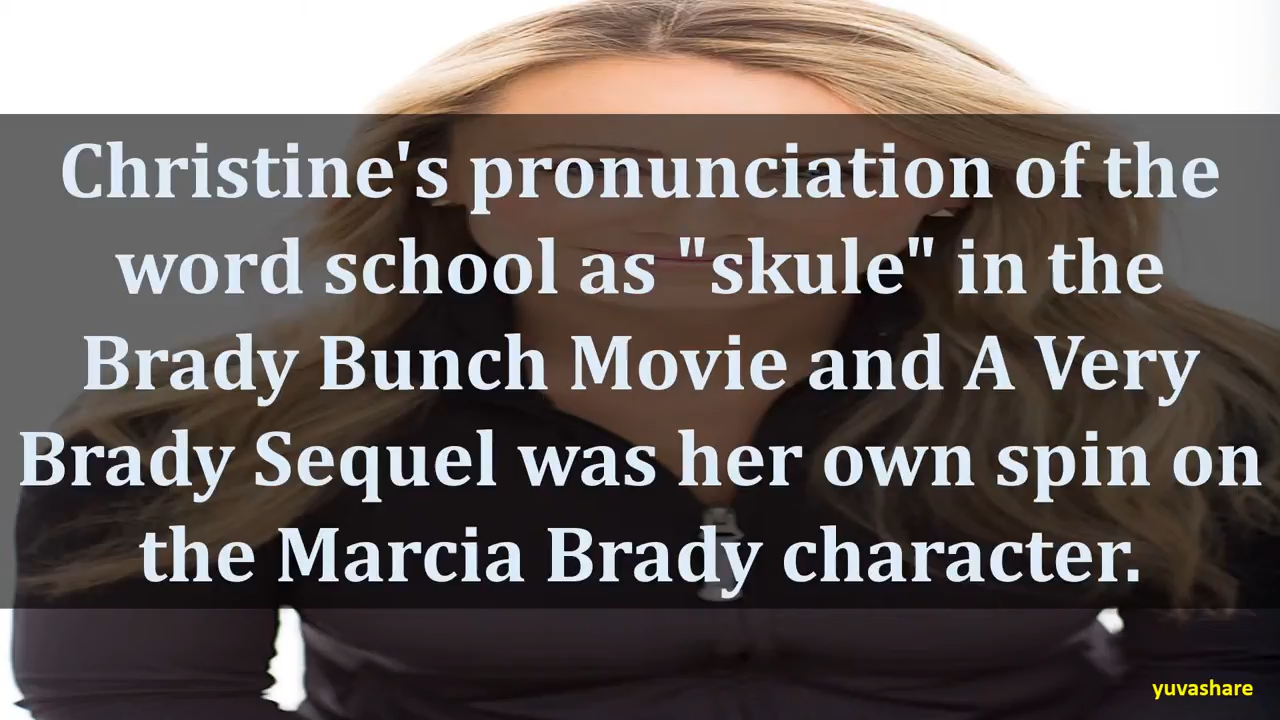 Christine's pronunciation of the
word school as "skule" in the
Brady Bunch Movie and A Very
Brady Sequel was her own spin on
the Marcia Brady character.
yuvashare